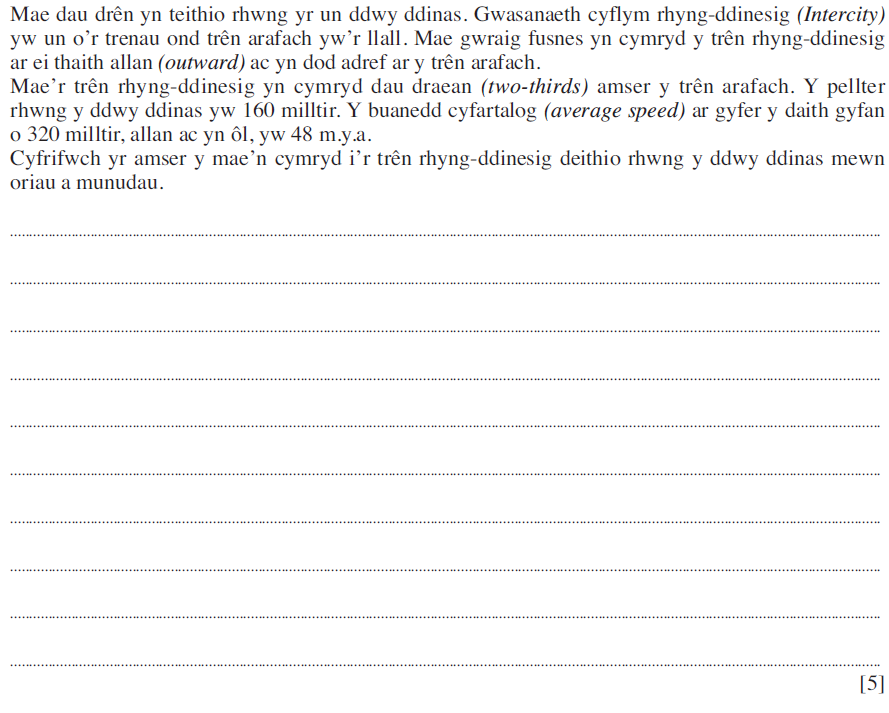 Mae dau drên yn teithio rhwng yr un ddwy ddinas. Gwasanaeth cyflym rhyng-ddinesig (Intercity)
yw un o'r trenau ond trên arafach yw'r llall. Mae gwraig fusnes yn cymryd y trên rhyng-ddinesig
ar ei thaith allan (outward) ac yn dod adref ar y trên arafach.
Mae'r trên rhyng-ddinesig yn cymryd dau draean (two-thirds) amser y trên arafach. Y pellter
rhwng y ddwy ddinas yw 160 milltir. Y buanedd cyfartalog (average speed) ar gyfer y daith gyfan
o 320 milltir, allan ac yn ôl, yw 48 m.y.a.
Cyfrifwch yr amser y mae'n cymryd i'r trên rhyng-ddinesig deithio rhwng y ddwy ddinas mewn
oriau a munudau.
[5]